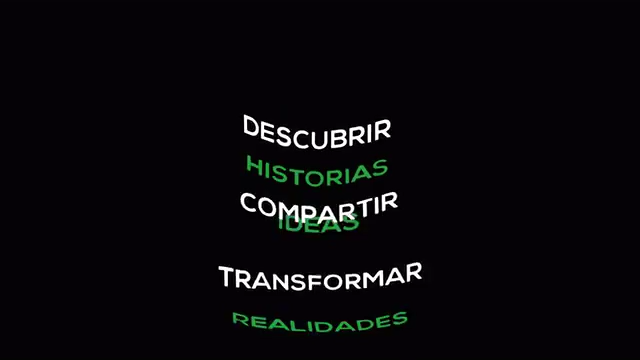 DESCUBRIR
HISTORIAS
COMPARTIR
IDEAS
TRANSFORMAR
REALIDADES